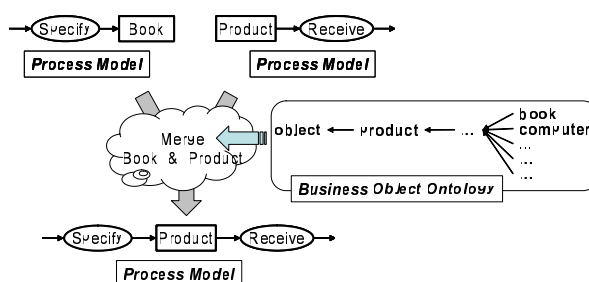 Specify Book Product Receive
Process Model Process Model
Merge
Book & Product
object product ...
book
computer
...
...
...
Business Object Ontology
Specify Product Receive
Process Model